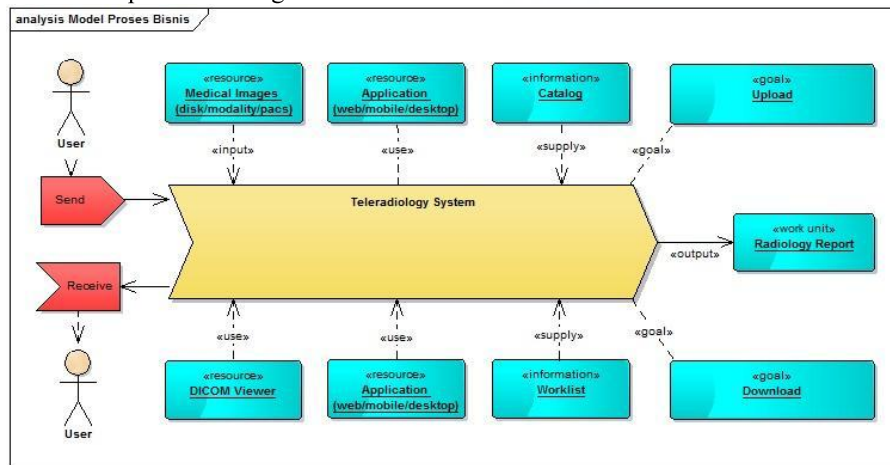 analysis Model Proses Bisnis
User
«resource»
Medical Images
(disk/modality/pacs)
«resource»
Application
(web/mobile/desktop)
«information»
Catalog
«goal»
Upload
«input»
«use»
«supply»
«goal»
Send
Teleradiology System
«work unit»
Radiology Report
«output»
Receive
«use»
«use»
«supply»
«goal»
User
«resource»
DICOM Viewer
«resource»
Application
(web/mobile/desktop)
«information»
Worklist
«goal»
Download